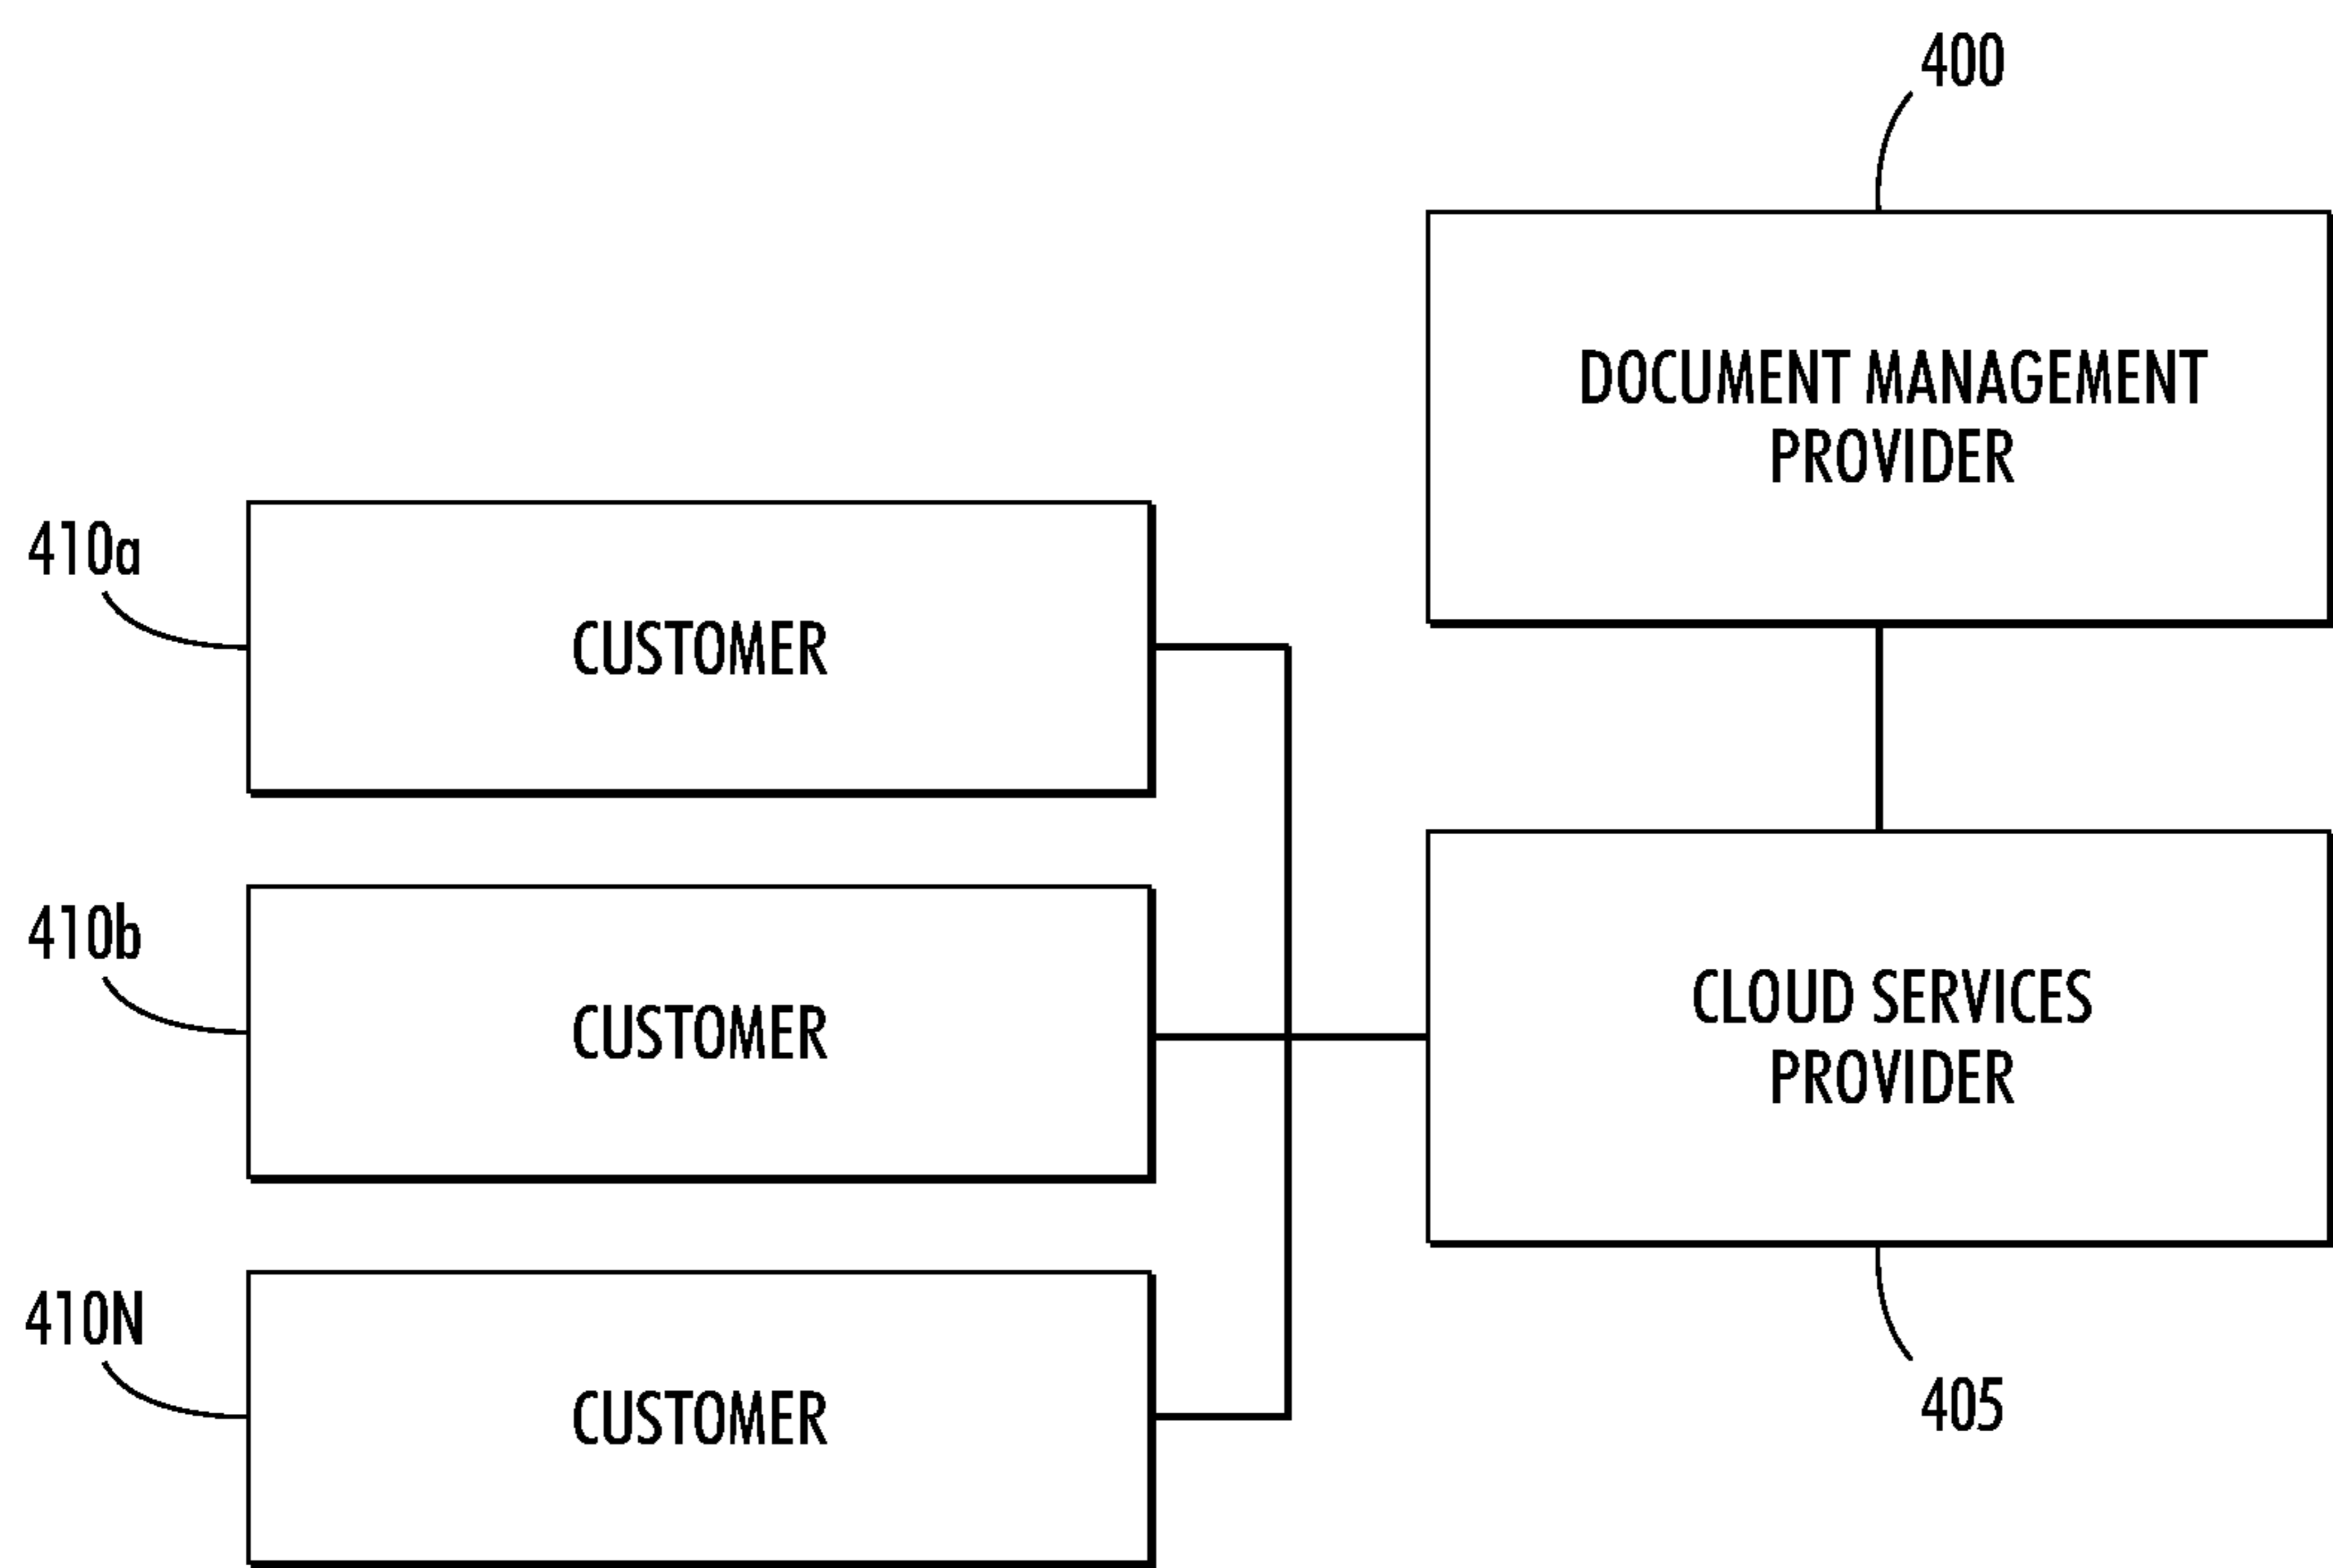 400
DOCUMENT MANAGEMENT
PROVIDER
410a
CUSTOMER
410b
CUSTOMER
CLOUD SERVICES
PROVIDER
410N
CUSTOMER
405